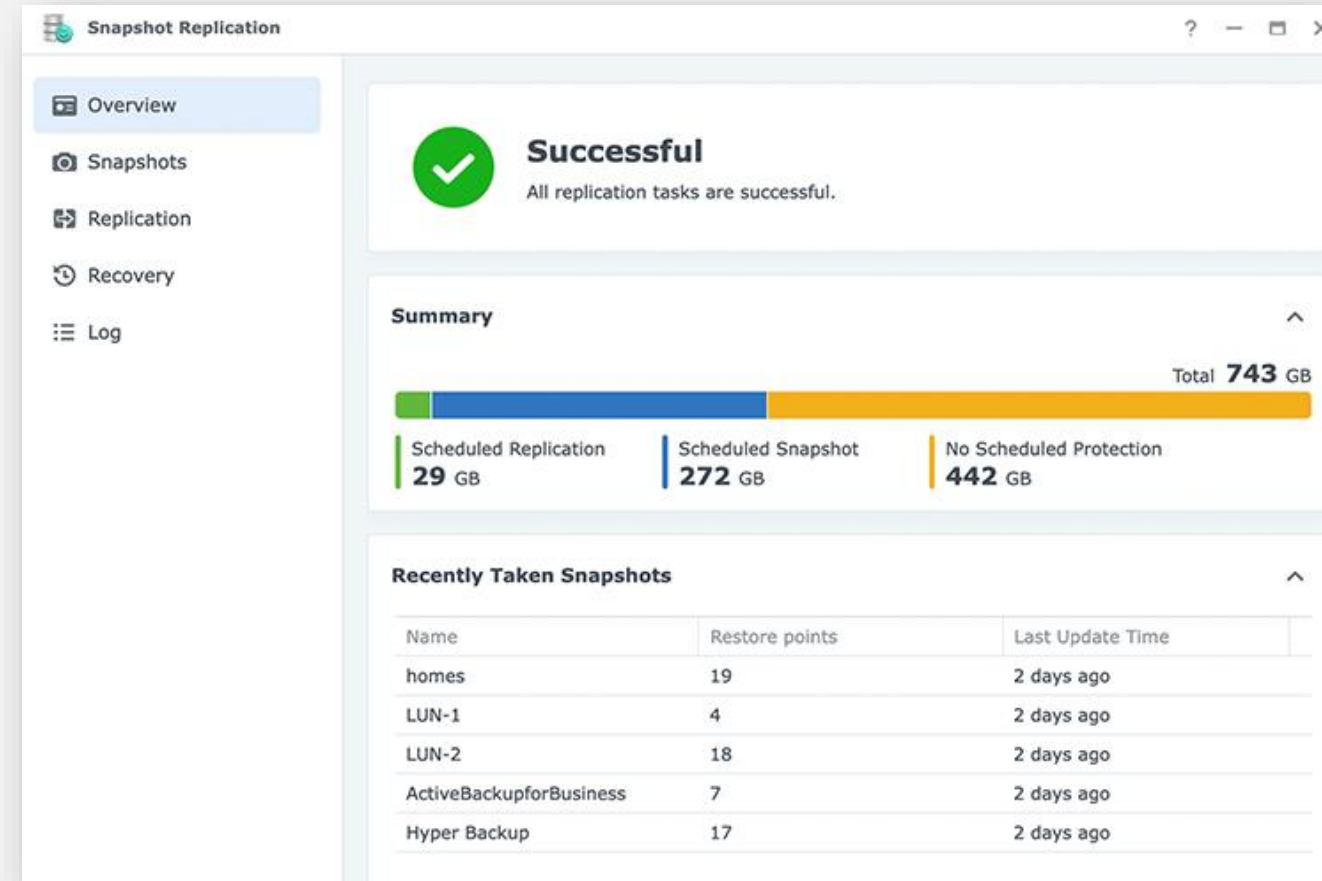 Snapshot Replication
?
Overview
Snapshots
Replication
Recovery
Log
Successful
All replication tasks are successful.
Summary
Total 743 GB
Scheduled Replication
29 GB
Scheduled Snapshot
272 GB
No Scheduled Protection
442 GB
Recently Taken Snapshots
Name Restore points Last Update Time
homes 19 2 days ago
LUN-1 4 2 days ago
LUN-2 18 2 days ago
ActiveBackupforBusiness 7 2 days ago
Hyper Backup 17 2 days ago